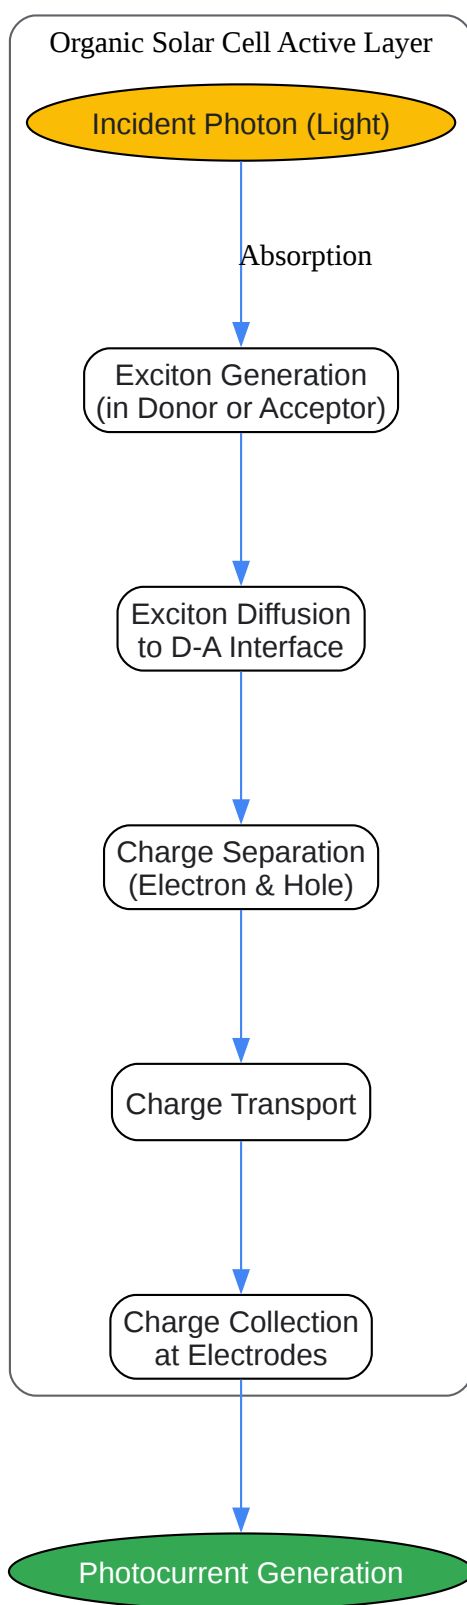 Organic Solar Cell Active Layer
Incident Photon (Light)
Absorption
Exciton Generation
(in Donor or Acceptor)
Exciton Diffusion
to D-A Interface
Charge Separation
(Electron & Hole)
Charge Transport
Charge Collection
at Electrodes
Photocurrent Generation